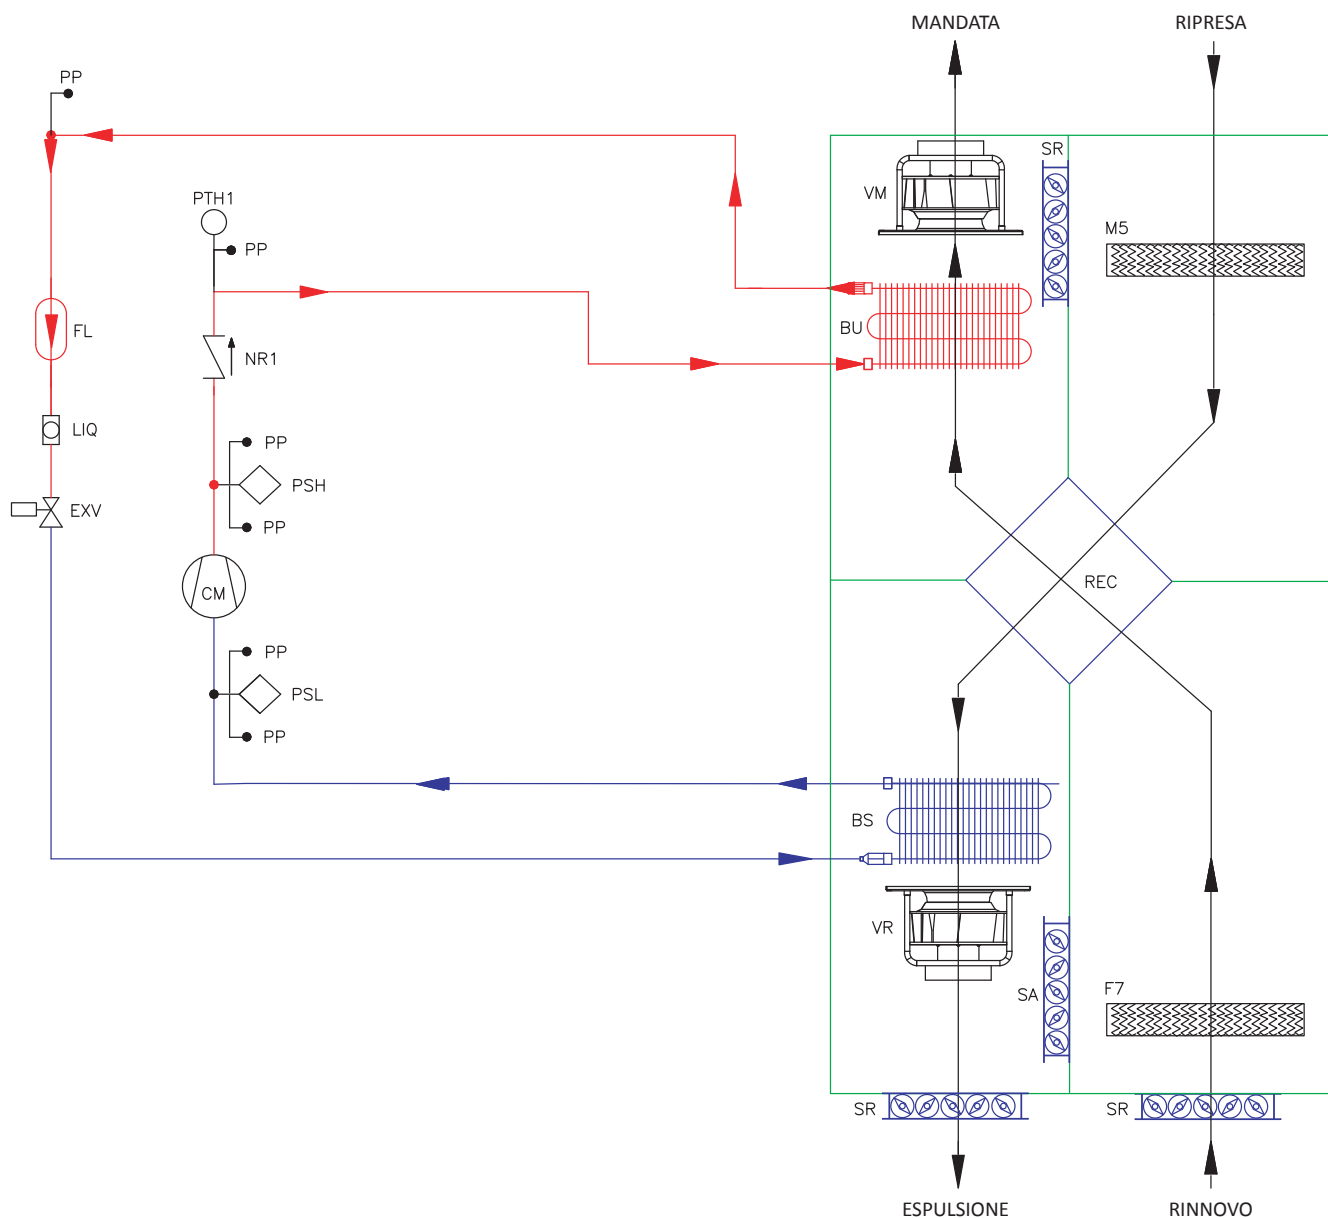 MANDATA RIPRESA
PP
SR
VM
PTH1
M5
PP
BU
FL
NR1
LIQ
PP
PSH
EXV
PP
REC
CM
PP
PSL
PP
BS
VR
SA
F7
SR SR
ESPULSIONE RINNOVO